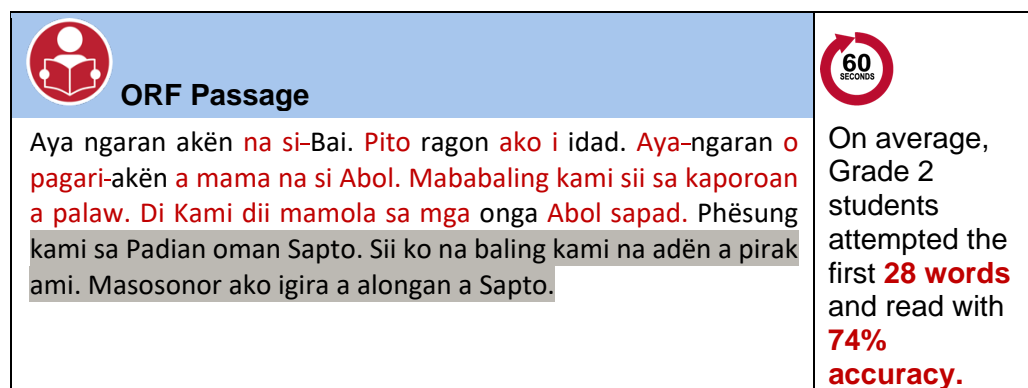 ORF Passage
Aya ngaran akën na si-Bai. Pito ragon ako i idad. Aya-ngaran o
pagari-akën a mama na si Abol. Mababaling kami sii sa kaporoan
a palaw. Di Kami dii mamola sa mga onga Abol sapad. Phësung
kami sa Padian oman Sapto. Sii ko na baling kami na adën a pirak
ami. Masosonor ako igira a alongan a Sapto.
60
SECONDS
On average,
Grade 2
students
attempted the
first 28 words
and read with
74%
accuracy.